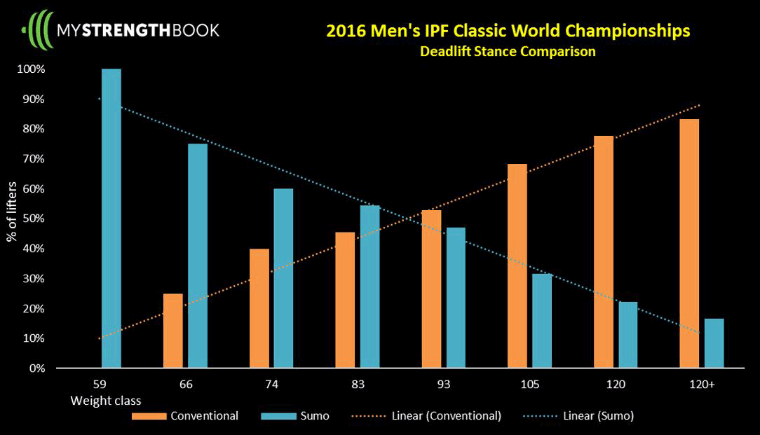 MYSTRENGTHBOOK
2016 Men's IPF Classic World Championships
Deadlift Stance Comparison
100%
90%
80%
70%
60%
50%
40%
30%
20%
10%
0%
% of lifters
59 66 74 83 93 105 120 120+
Weight class
Conventional Sumo Linear (Conventional) Linear (Sumo)